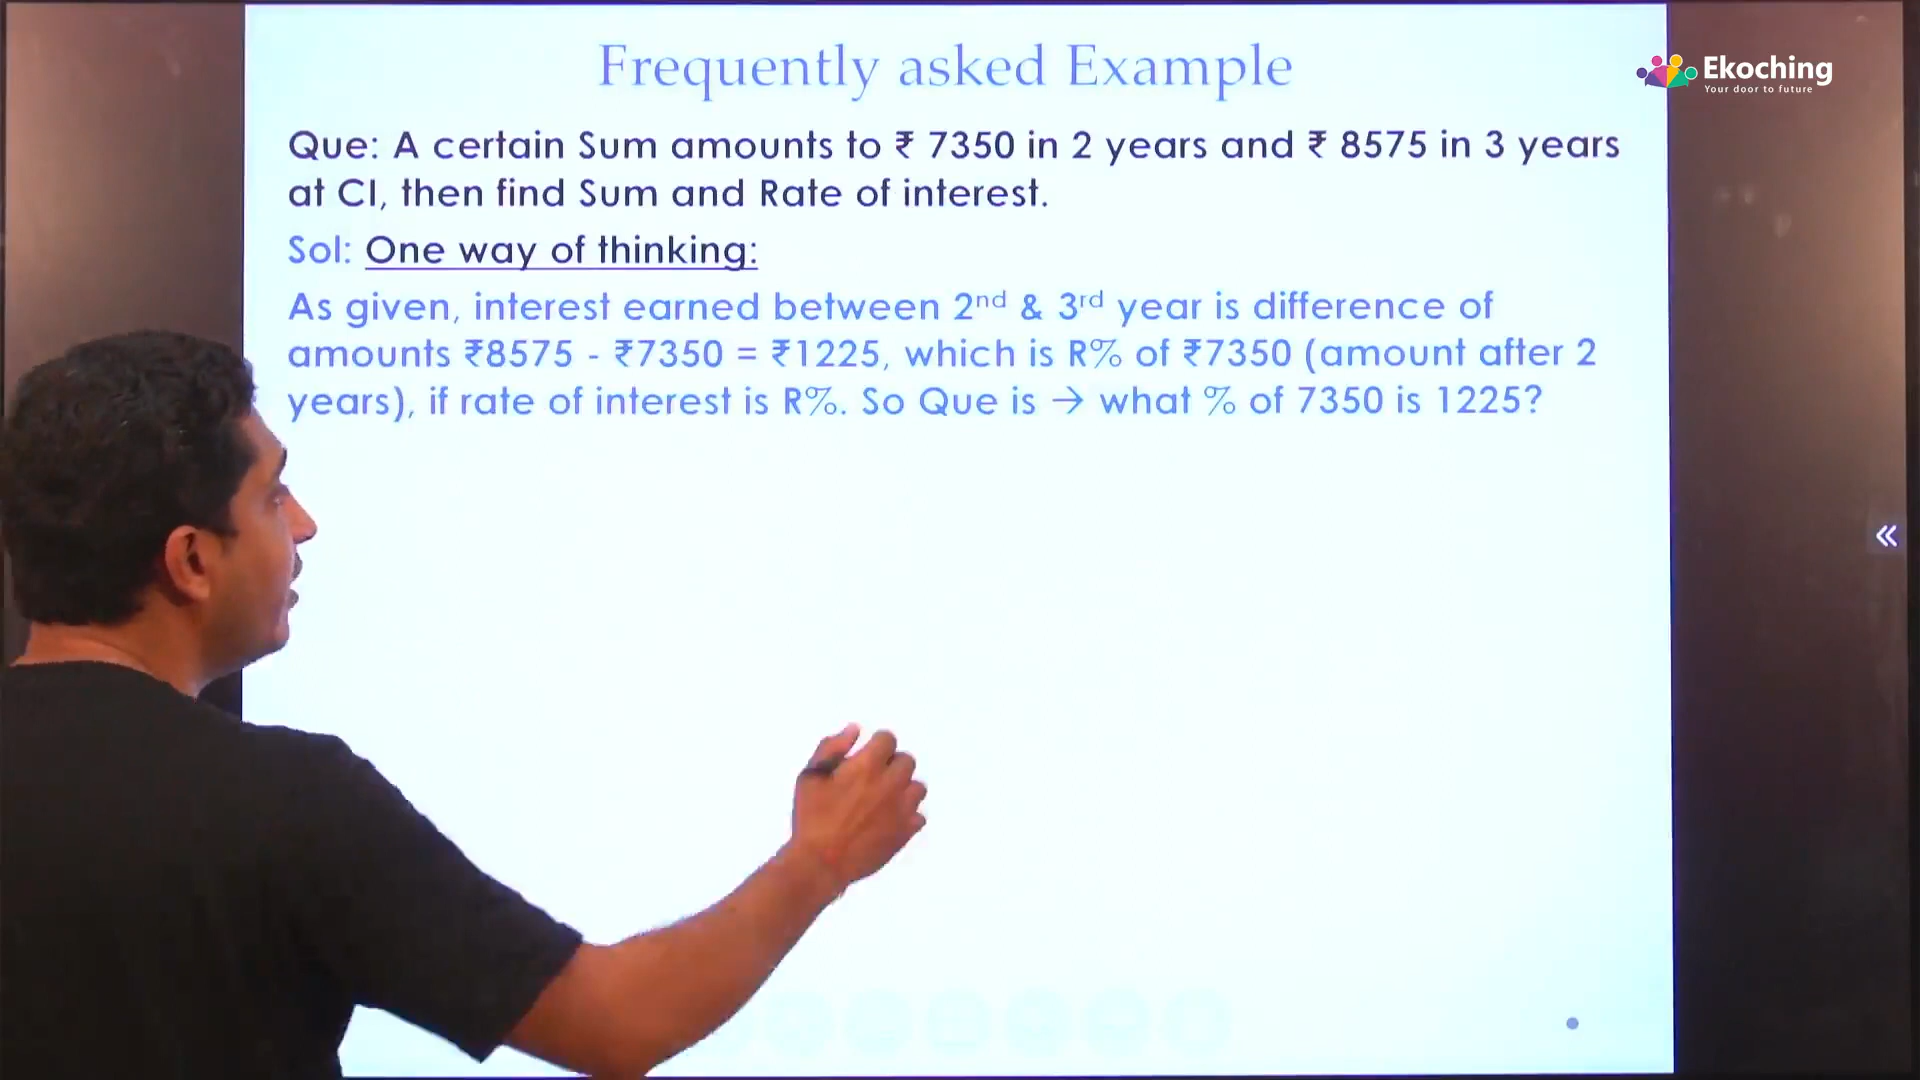 Frequently asked Example
Ekoching
Your door to future
Que: A certain Sum amounts to ₹ 7350 in 2 years and ₹ 8575 in 3 years
at CI, then find Sum and Rate of interest.
Sol: One way of thinking:
As given, interest earned between 2nd & 3rd year is difference of
amounts ₹8575 - ₹7350 = ₹1225, which is R% of ₹7350 (amount after 2
years), if rate of interest is R%. So Que is → what % of 7350 is 1225?